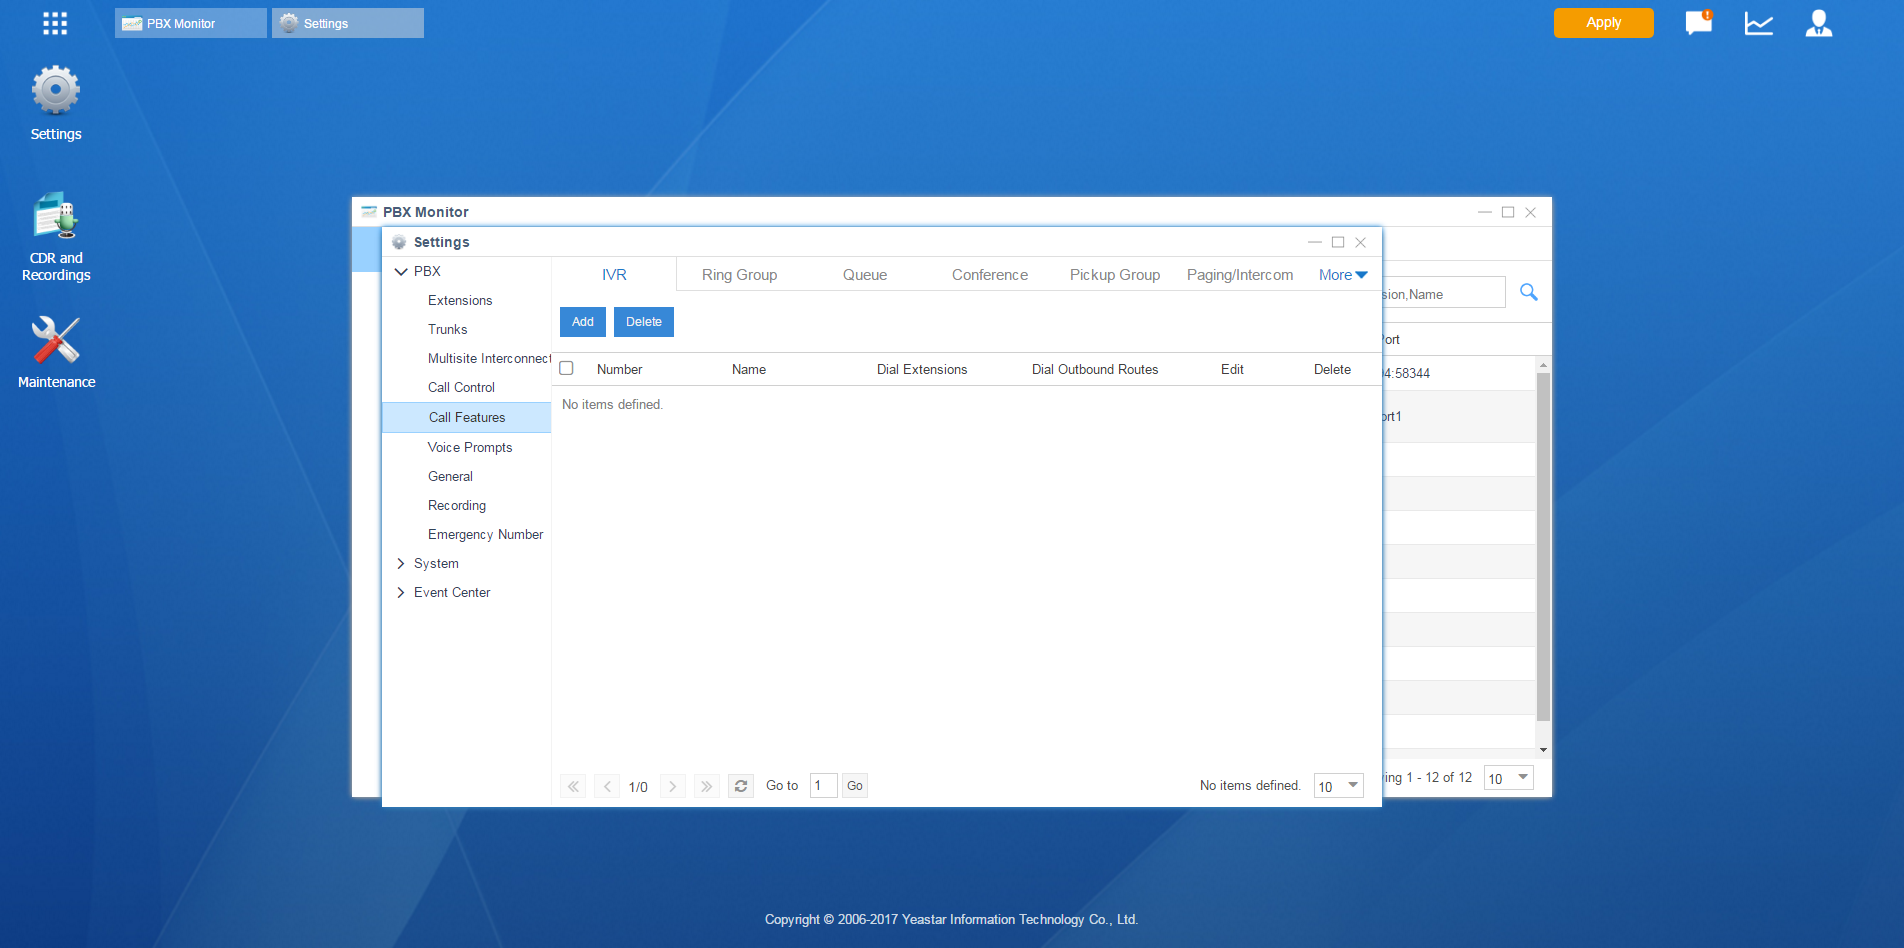 PBX Monitor
Settings
Apply
Settings
CDR and
Recordings
Maintenance
PBX Monitor
Settings
PBX
Extensions
Trunks
Multisite Interconnect
Call Control
Call Features
Voice Prompts
General
Recording
Emergency Number
System
Event Center
IVR Ring Group Queue Conference Pickup Group Paging/Intercom More
Add Delete
Number Name Dial Extensions Dial Outbound Routes Edit Delete
No items defined.
1/0 Go to 1 Go No items defined. 10
sion,Name
Port
04:58344
ort1
ing 1 - 12 of 12 10
Copyright © 2006-2017 Yeastar Information Technology Co., Ltd.